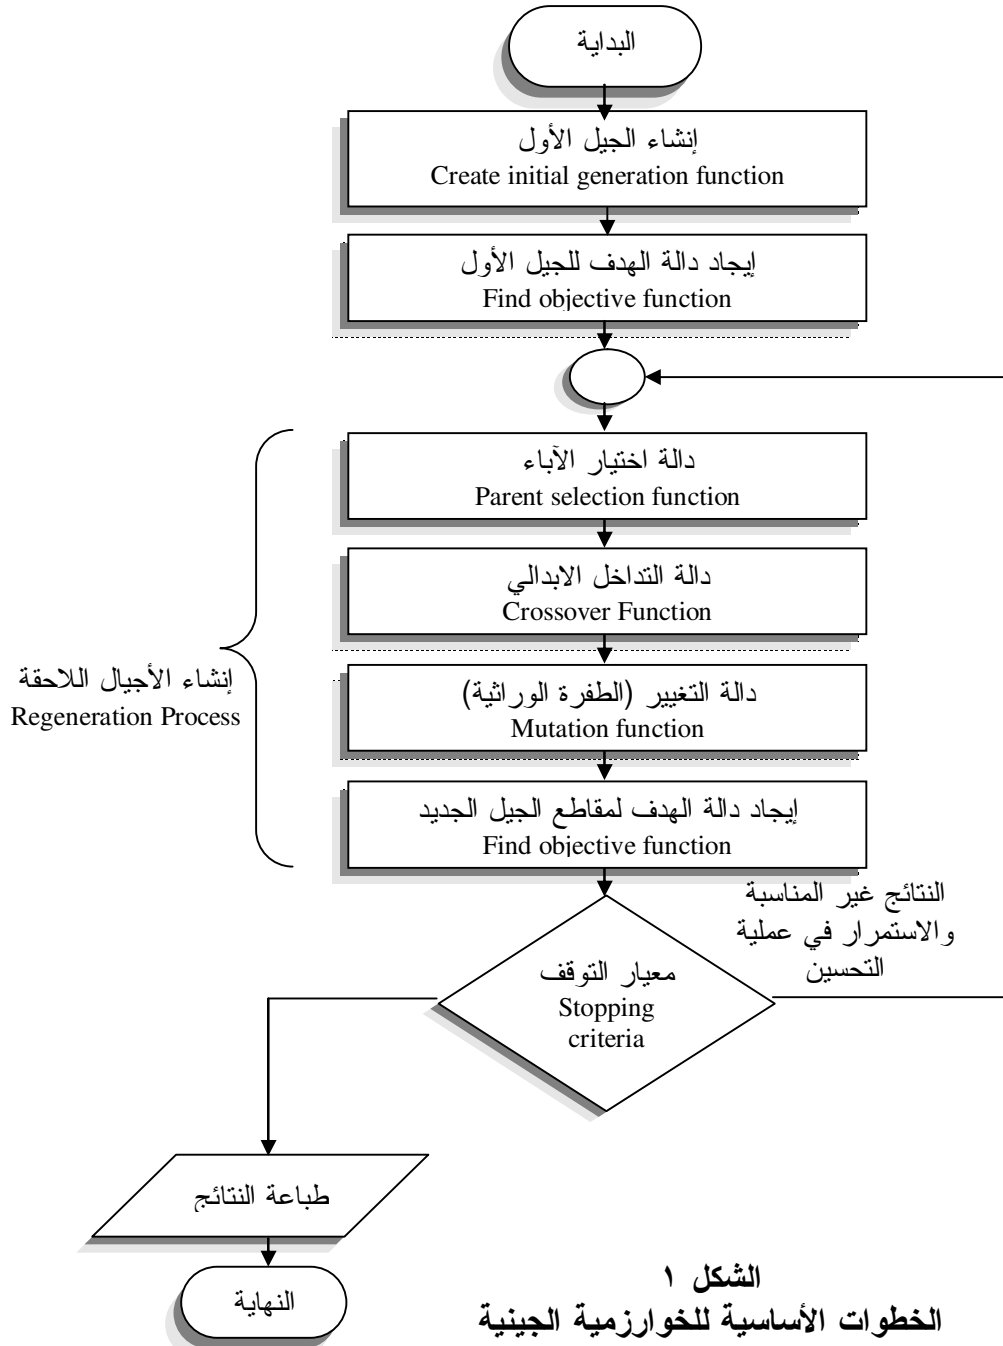 البداية
إنشاء الجيل الأول
Create initial generation function
إيجاد دالة الهدف للجيل الأول
Find objective function
دالة اختيار الآباء
Parent selection function
دالة التداخل الابدالي
Crossover Function
إنشاء الأجيال اللاحقة
Regeneration Process
دالة التغيير (الطفرة الوراثية)
Mutation function
إيجاد دالة الهدف لمقاطع الجيل الجديد
Find objective function
النتائج غير المناسبة
والاستمرار في عملية
التحسين
معيار التوقف
Stopping
criteria
طباعة النتائج
النهاية
الشكل ١
الخطوات الأساسية للخوارزمية الجينية